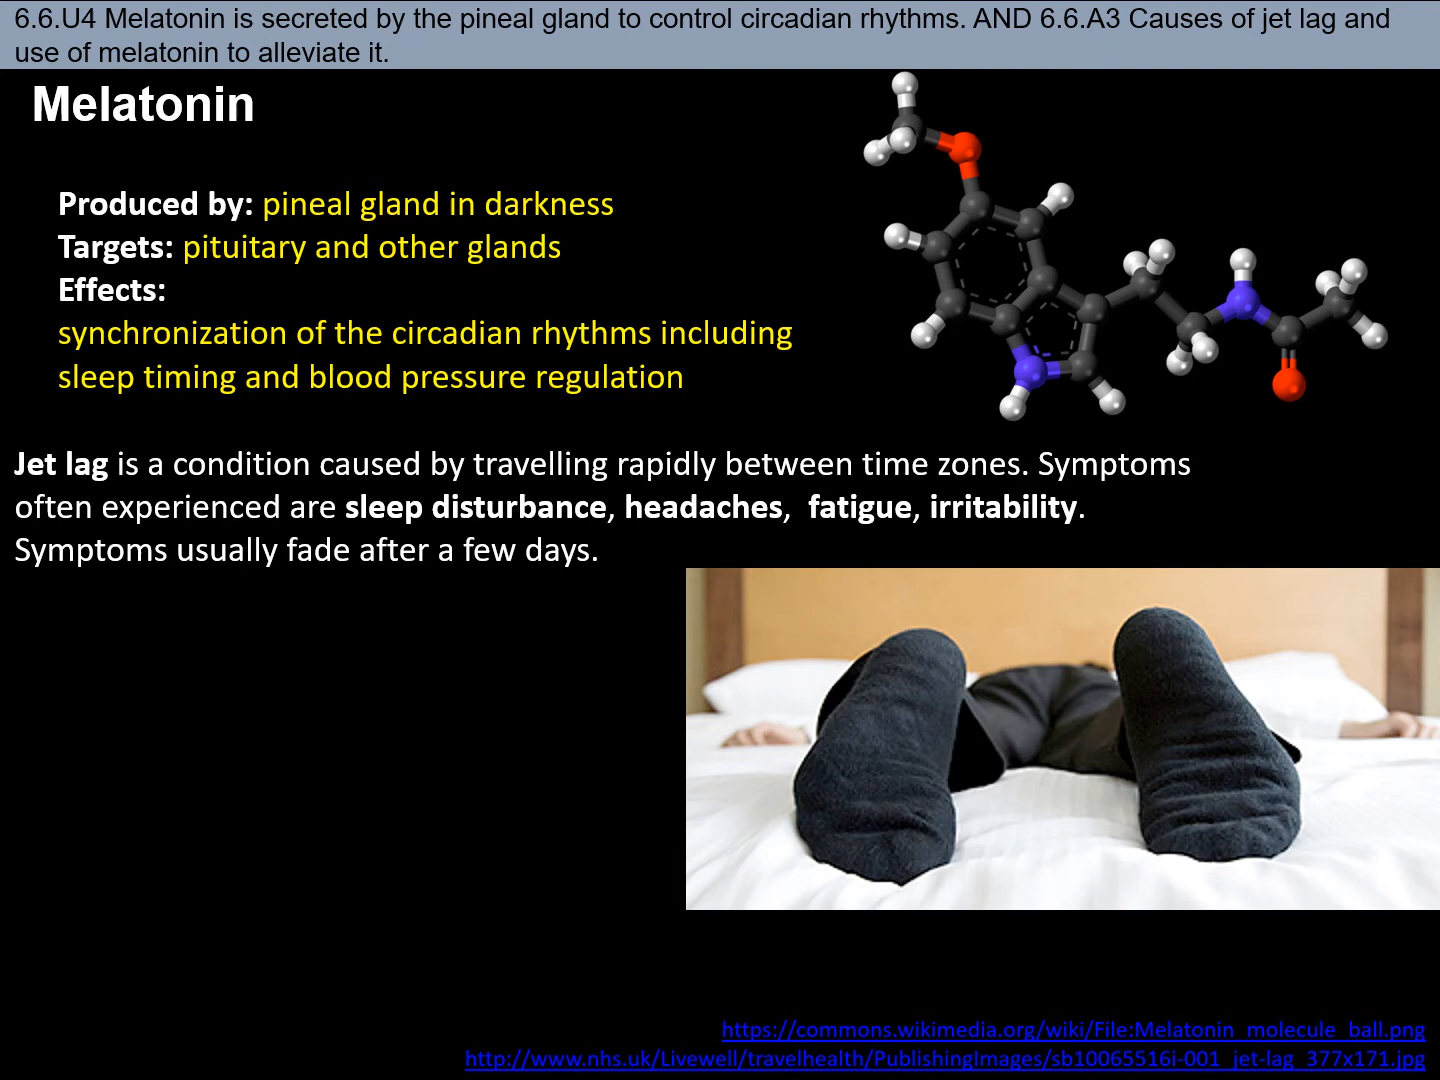 6.6.U4 Melatonin is secreted by the pineal gland to control circadian rhythms. AND 6.6.A3 Causes of jet lag and
use of melatonin to alleviate it.
Melatonin
Produced by: pineal gland in darkness
Targets: pituitary and other glands
Effects:
synchronization of the circadian rhythms including
sleep timing and blood pressure regulation
Jet lag is a condition caused by travelling rapidly between time zones. Symptoms
often experienced are sleep disturbance, headaches,  fatigue, irritability.
Symptoms usually fade after a few days.
https://commons.wikimedia.org/wiki/File:Melatonin_molecule_ball.png
http://www.nhs.uk/Livewell/travelhealth/PublishingImages/sb10065516i-001_jet-lag_377x171.jpg